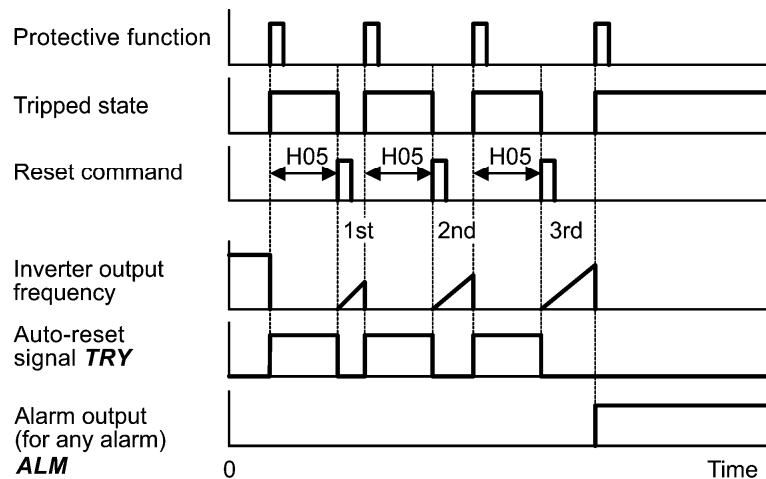 Protective function
Tripped state
H05 H05 H05
Reset command
1st 2nd 3rd
Inverter output
frequency
Auto-reset
signal TRY
Alarm output
(for any alarm)
ALM
0 Time